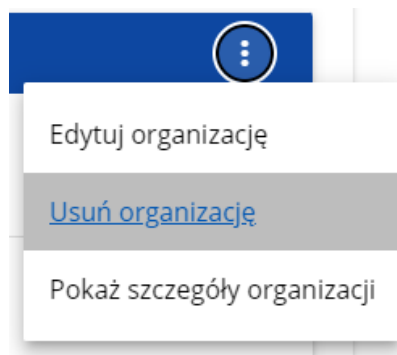 Edytuj organizację
Usuń organizację
Pokaż szczegóły organizacji